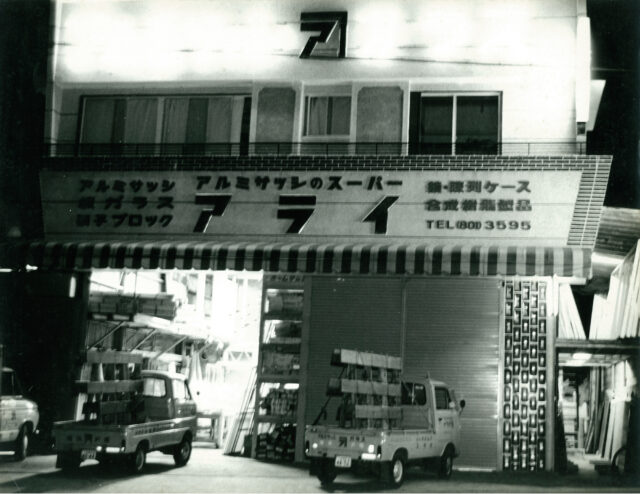 ア
アルミサッシ
板ガラス
硝子ブロック
アルミサッシのスーパー
アライ
鏡・陳列ケース
合成樹脂製品
TEL(801)3595